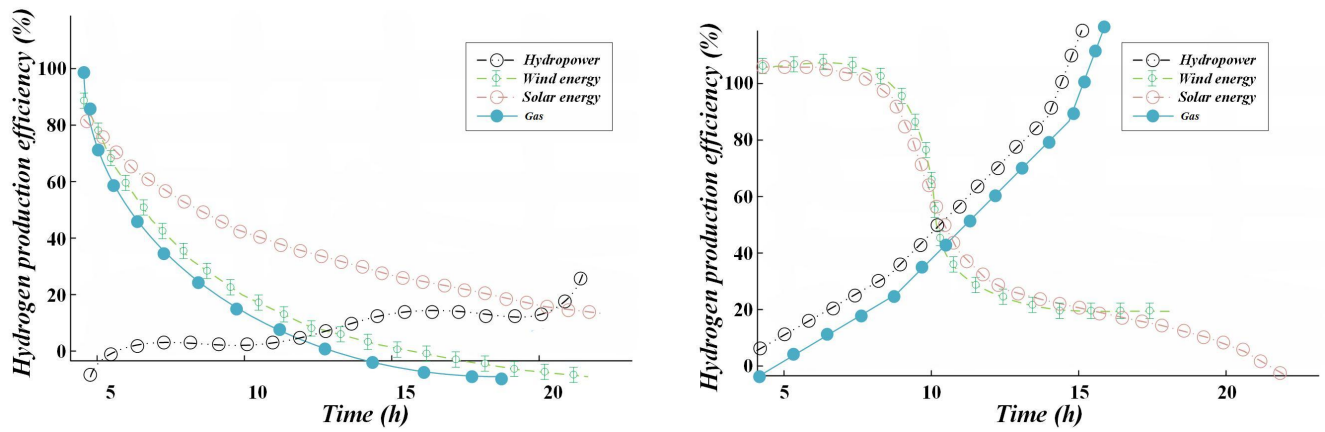 Hydrogen production efficiency (%)
100
80
60
40
20
0
5
10
15
20
Time (h)
Hydropower
Wind energy
Solar energy
Gas
Hydrogen production efficiency (%)
100
80
60
40
20
0
5
10
15
20
Time (h)
Hydropower
Wind energy
Solar energy
Gas